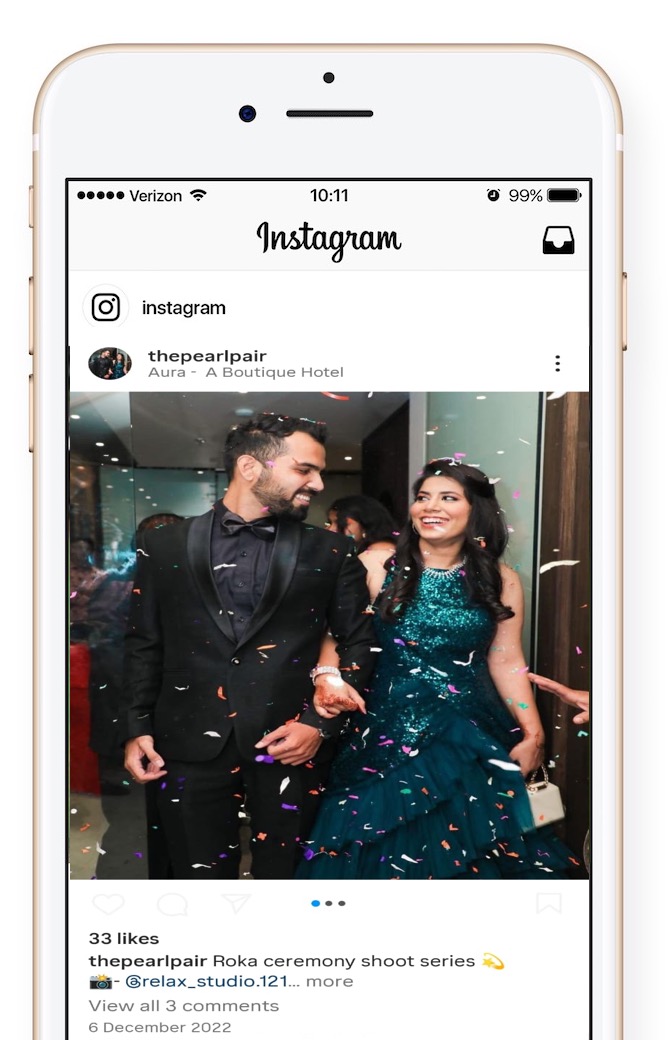 Verizon 10:11 99%
Instagram
instagram
thepearlpair
Aura - A Boutique Hotel
33 likes
thepearlpair Roka ceremony shoot series 💫
📸- @relax_studio.121... more
View all 3 comments
6 December 2022